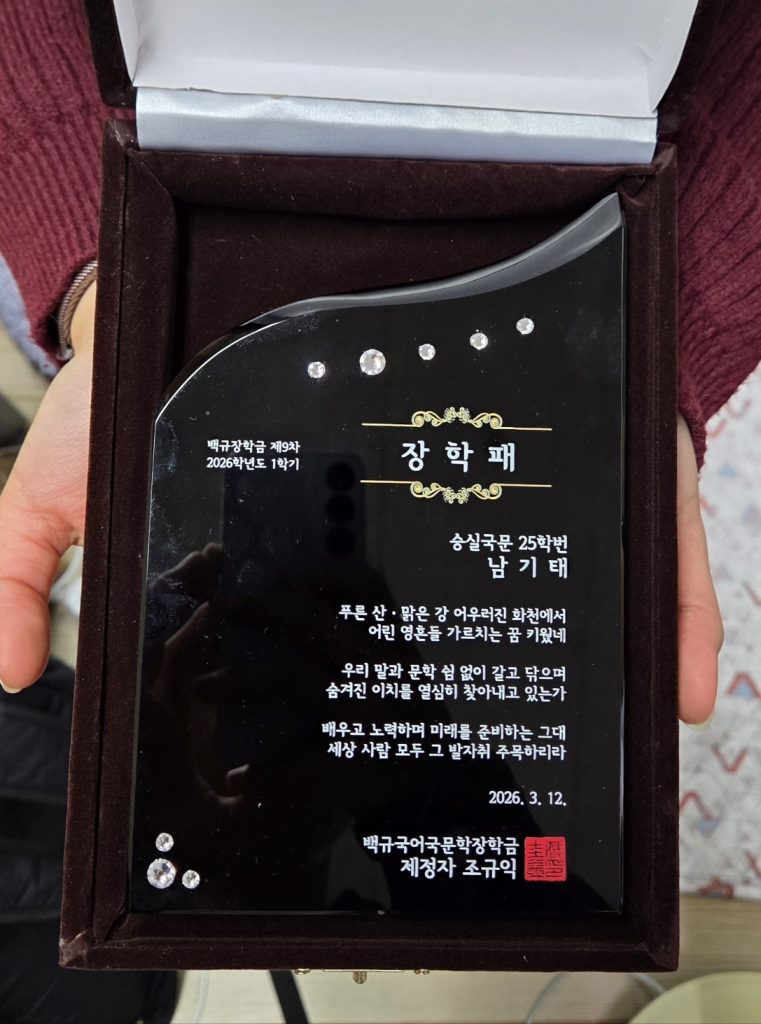 백규장학금 제9차
2026학년도 1학기
장학패
숭실국문 25학번
남기태
푸른 산 · 맑은 강 어우러진 화천에서
어린 영혼들 가르치는 꿈 키웠네
우리 말과 문학 쉼 없이 갈고 닦으며
숨겨진 이치를 열심히 찾아내고 있는가
배우고 노력하며 미래를 준비하는 그대
세상 사람 모두 그 발자취 주목하리라
2026. 3. 12.
백규국어국문학장학금
제정자 조규익